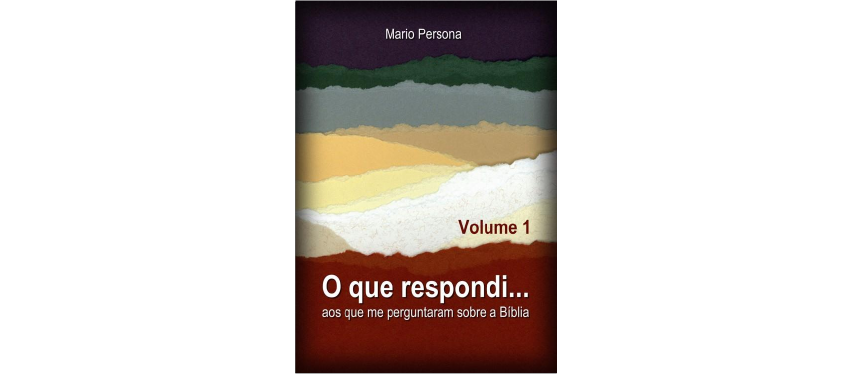 Mario Persona
Volume 1
O que respondi...
aos que me perguntaram sobre a Bíblia